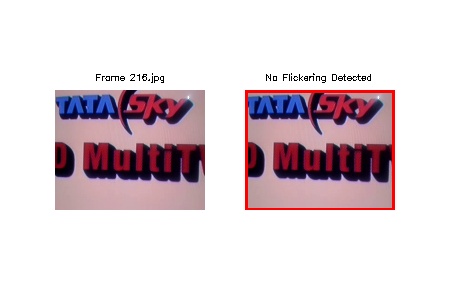 Frame 216.jpg
No Flickering Detected
TATA Sky
TATA Sky
MultiT
MultiT